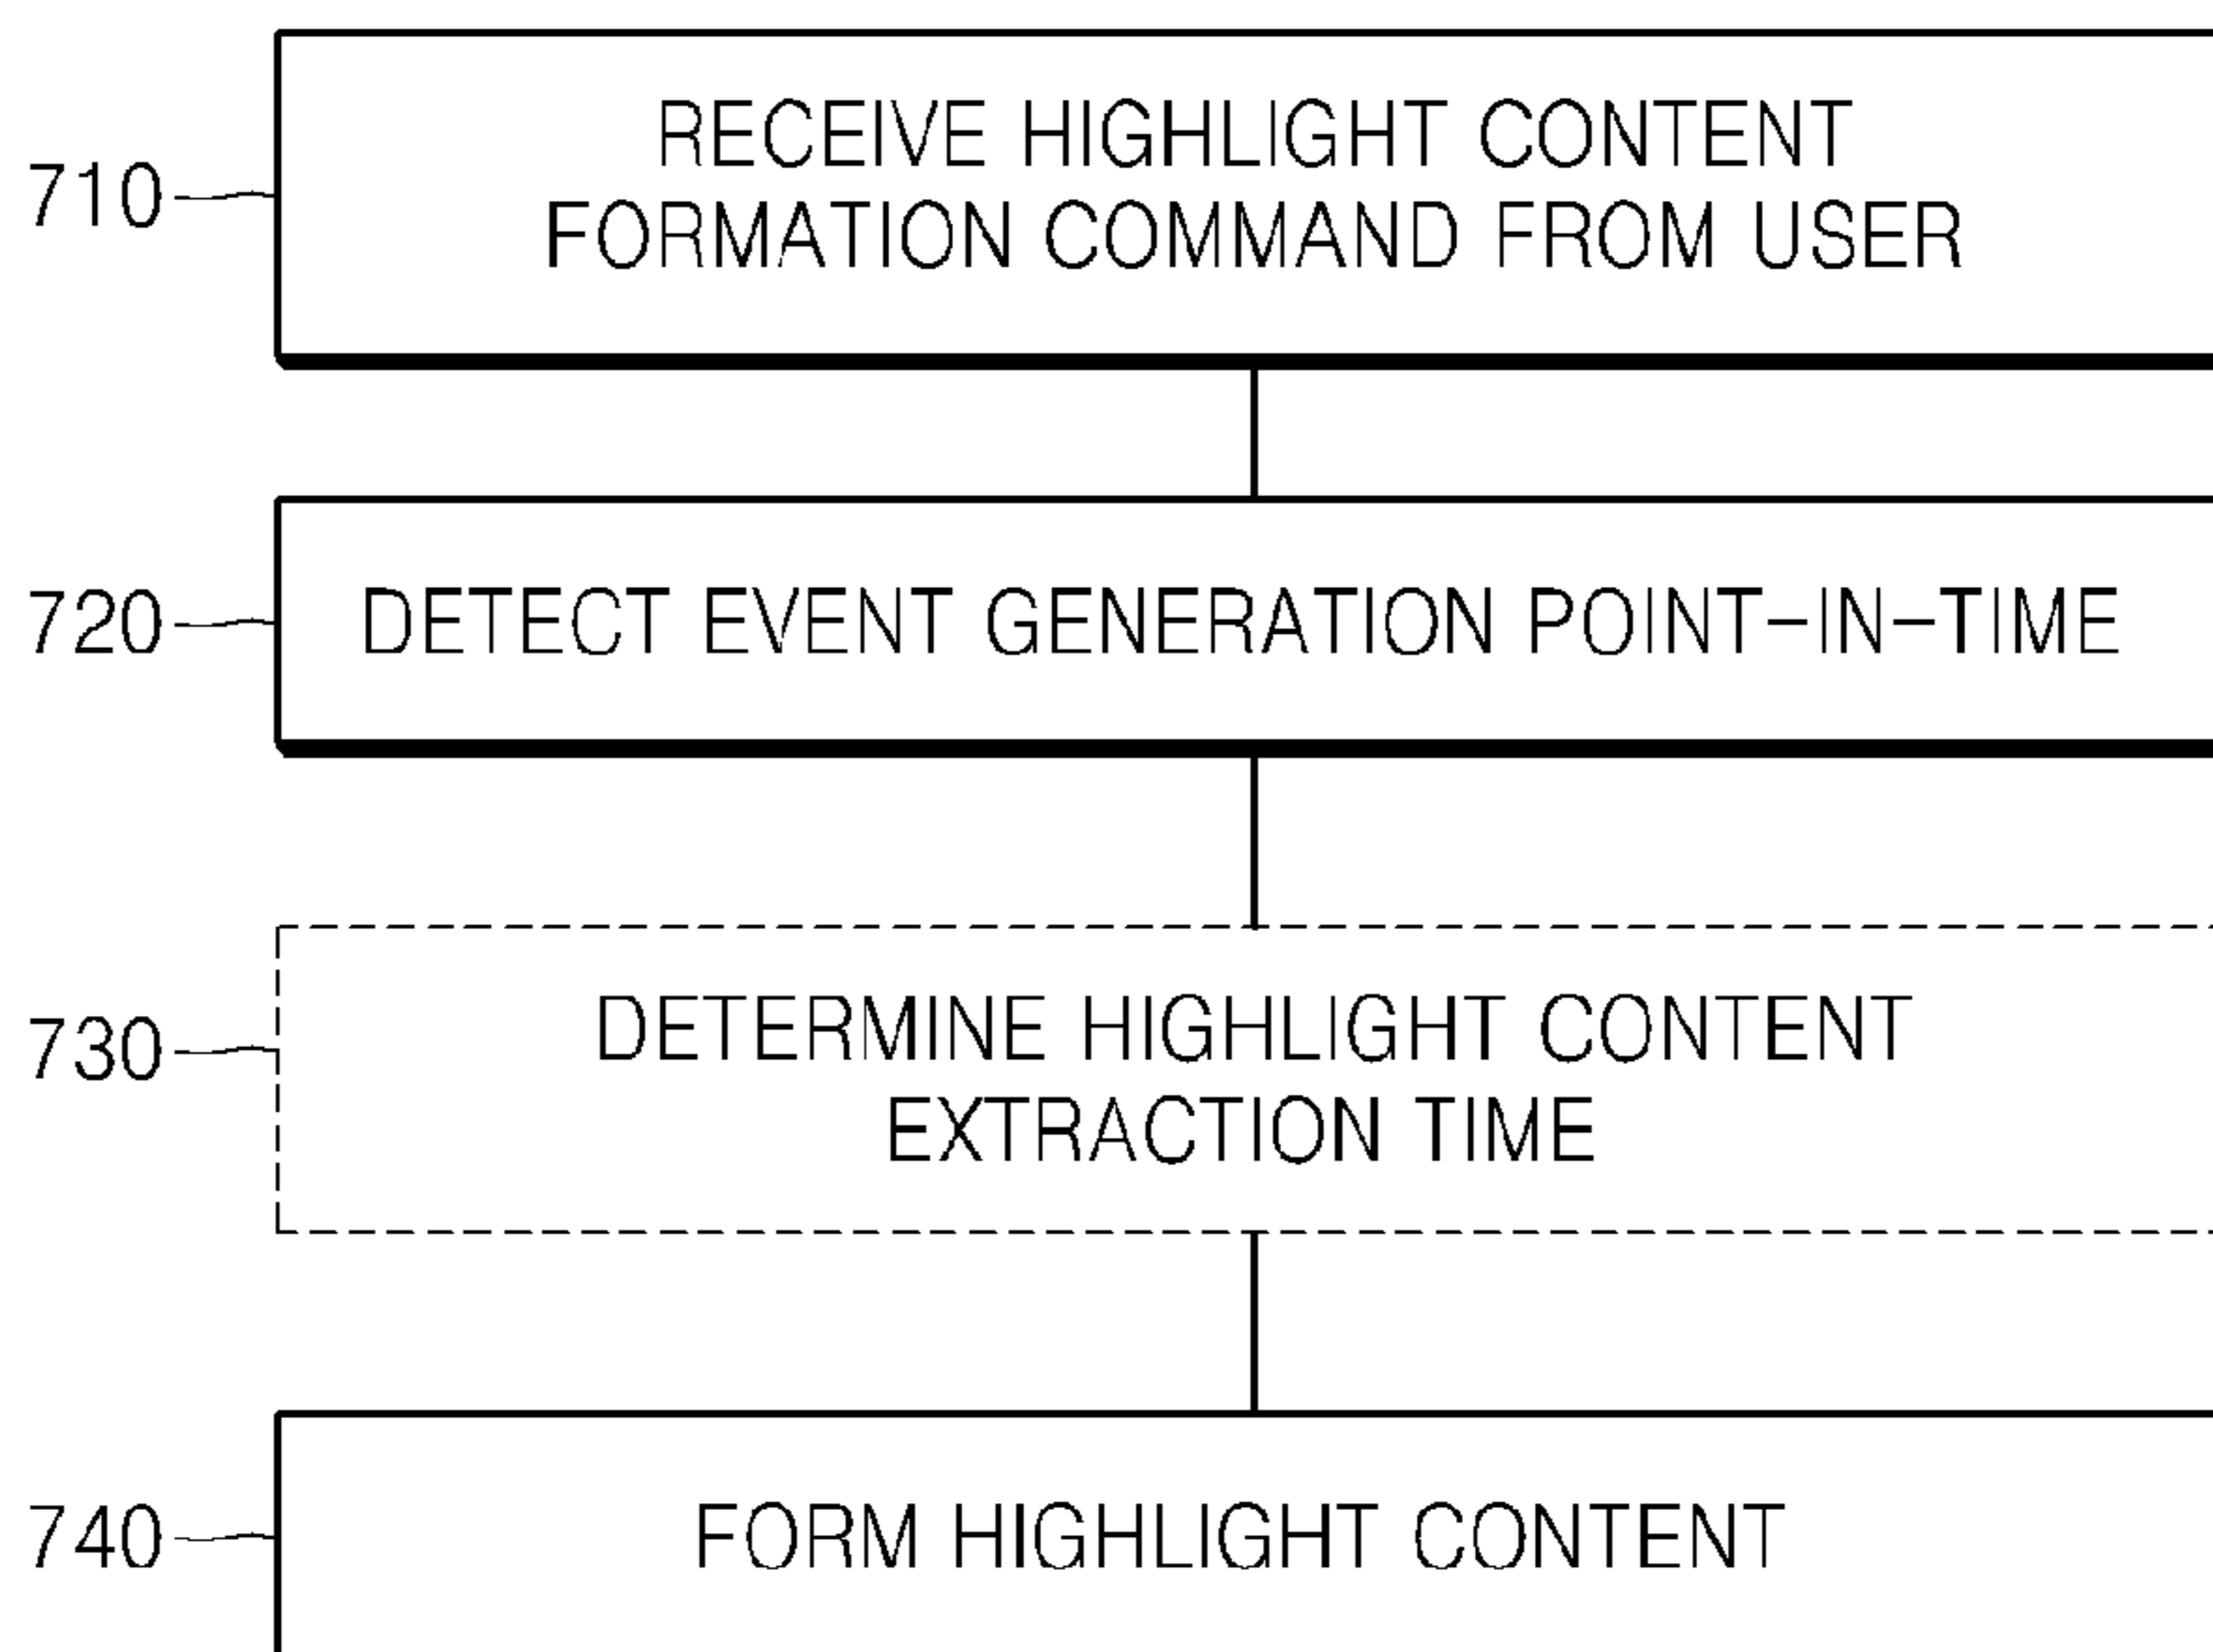 RECEIVE HIGHLIGHT CONTENT
710 FORMATION COMMAND FROM USER
720 DETECT EVENT GENERATION POINT-IN-TIME
DETERMINE HIGHLIGHT CONTENT
730
EXTRACTION TIME
740 FORM HIGHLIGHT CONTENT